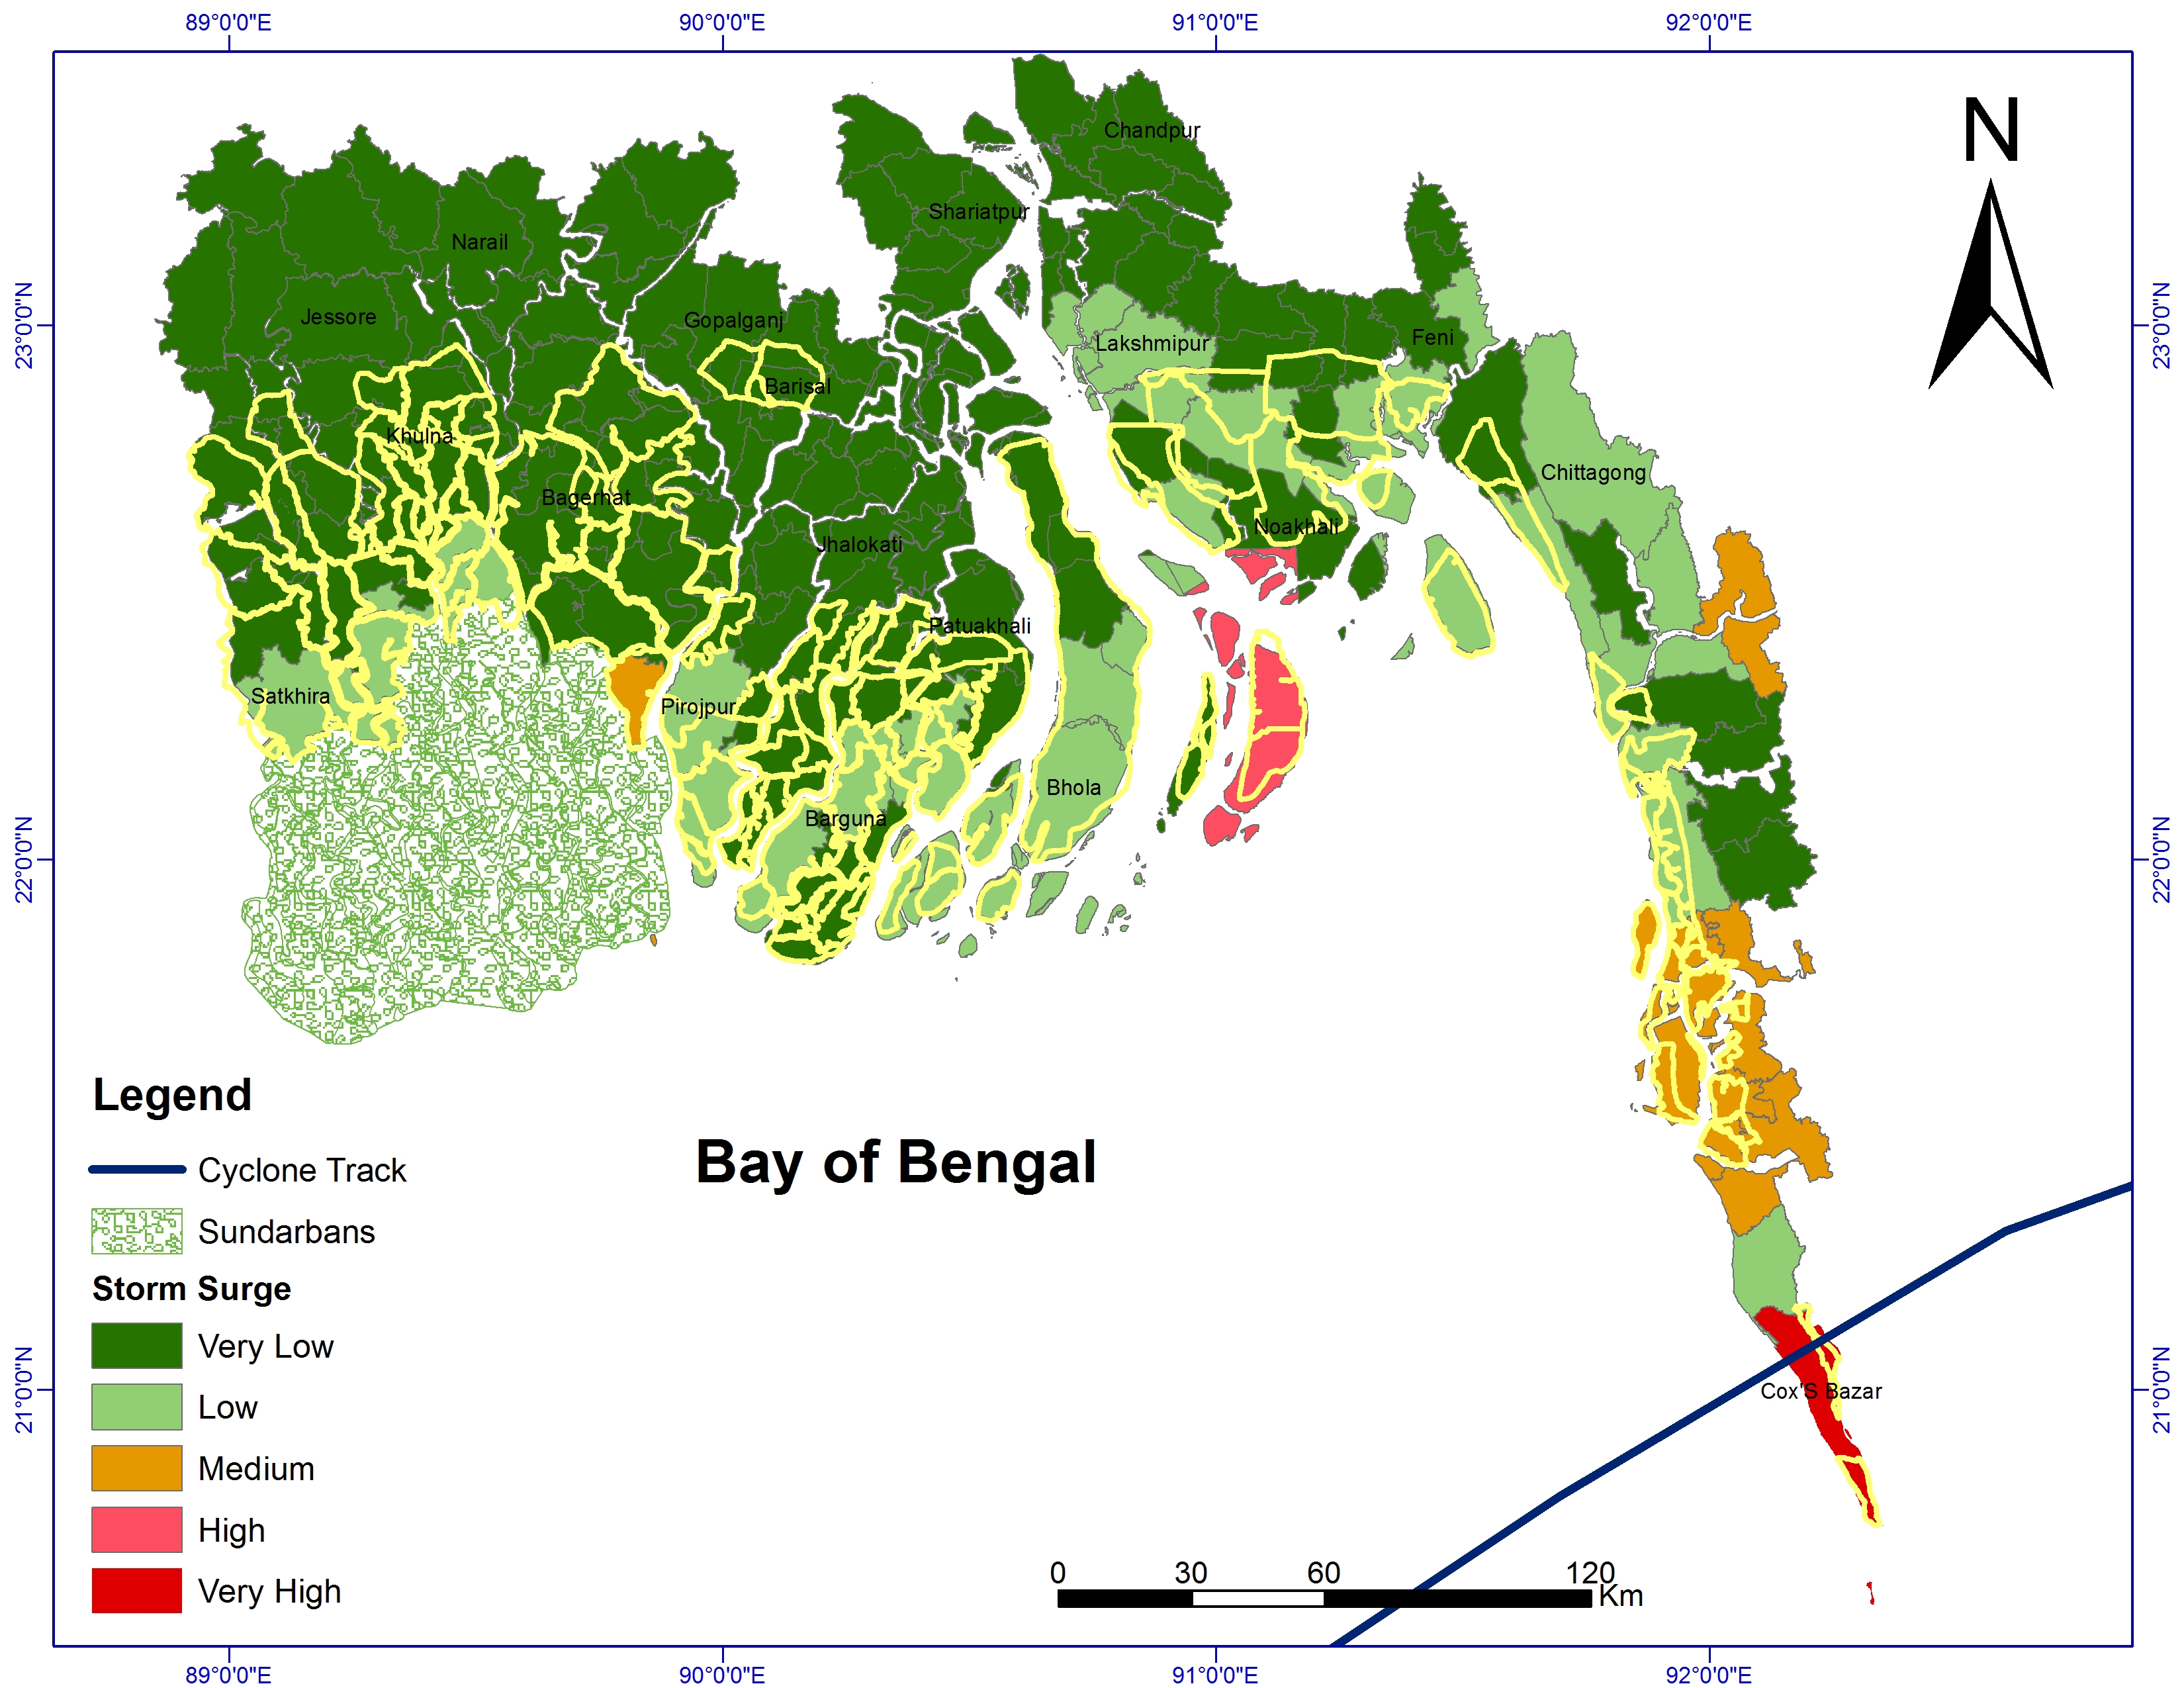 89°0'0"E 90°0'0"E 91°0'0"E 92°0'0"E
N
Chandpur
Shariatpur
Narail
23°0'0"N
23°0'0"N
Jessore
Gopalganj
Feni
Lakshmipur
Barisal
Khulna
Chittagong
Bagerhat
Noakhali
Jhalokati
Patuakhali
Satkhira
Pirojpur
Bhola
Barguna
22°0'0"N
22°0'0"N
Legend
Cyclone Track
Sundarbans
Storm Surge
Very Low
Low
Medium
High
Very High
Bay of Bengal
21°0'0"N
21°0'0"N
Cox'S Bazar
0 30 60 120
Km
89°0'0"E 90°0'0"E 91°0'0"E 92°0'0"E